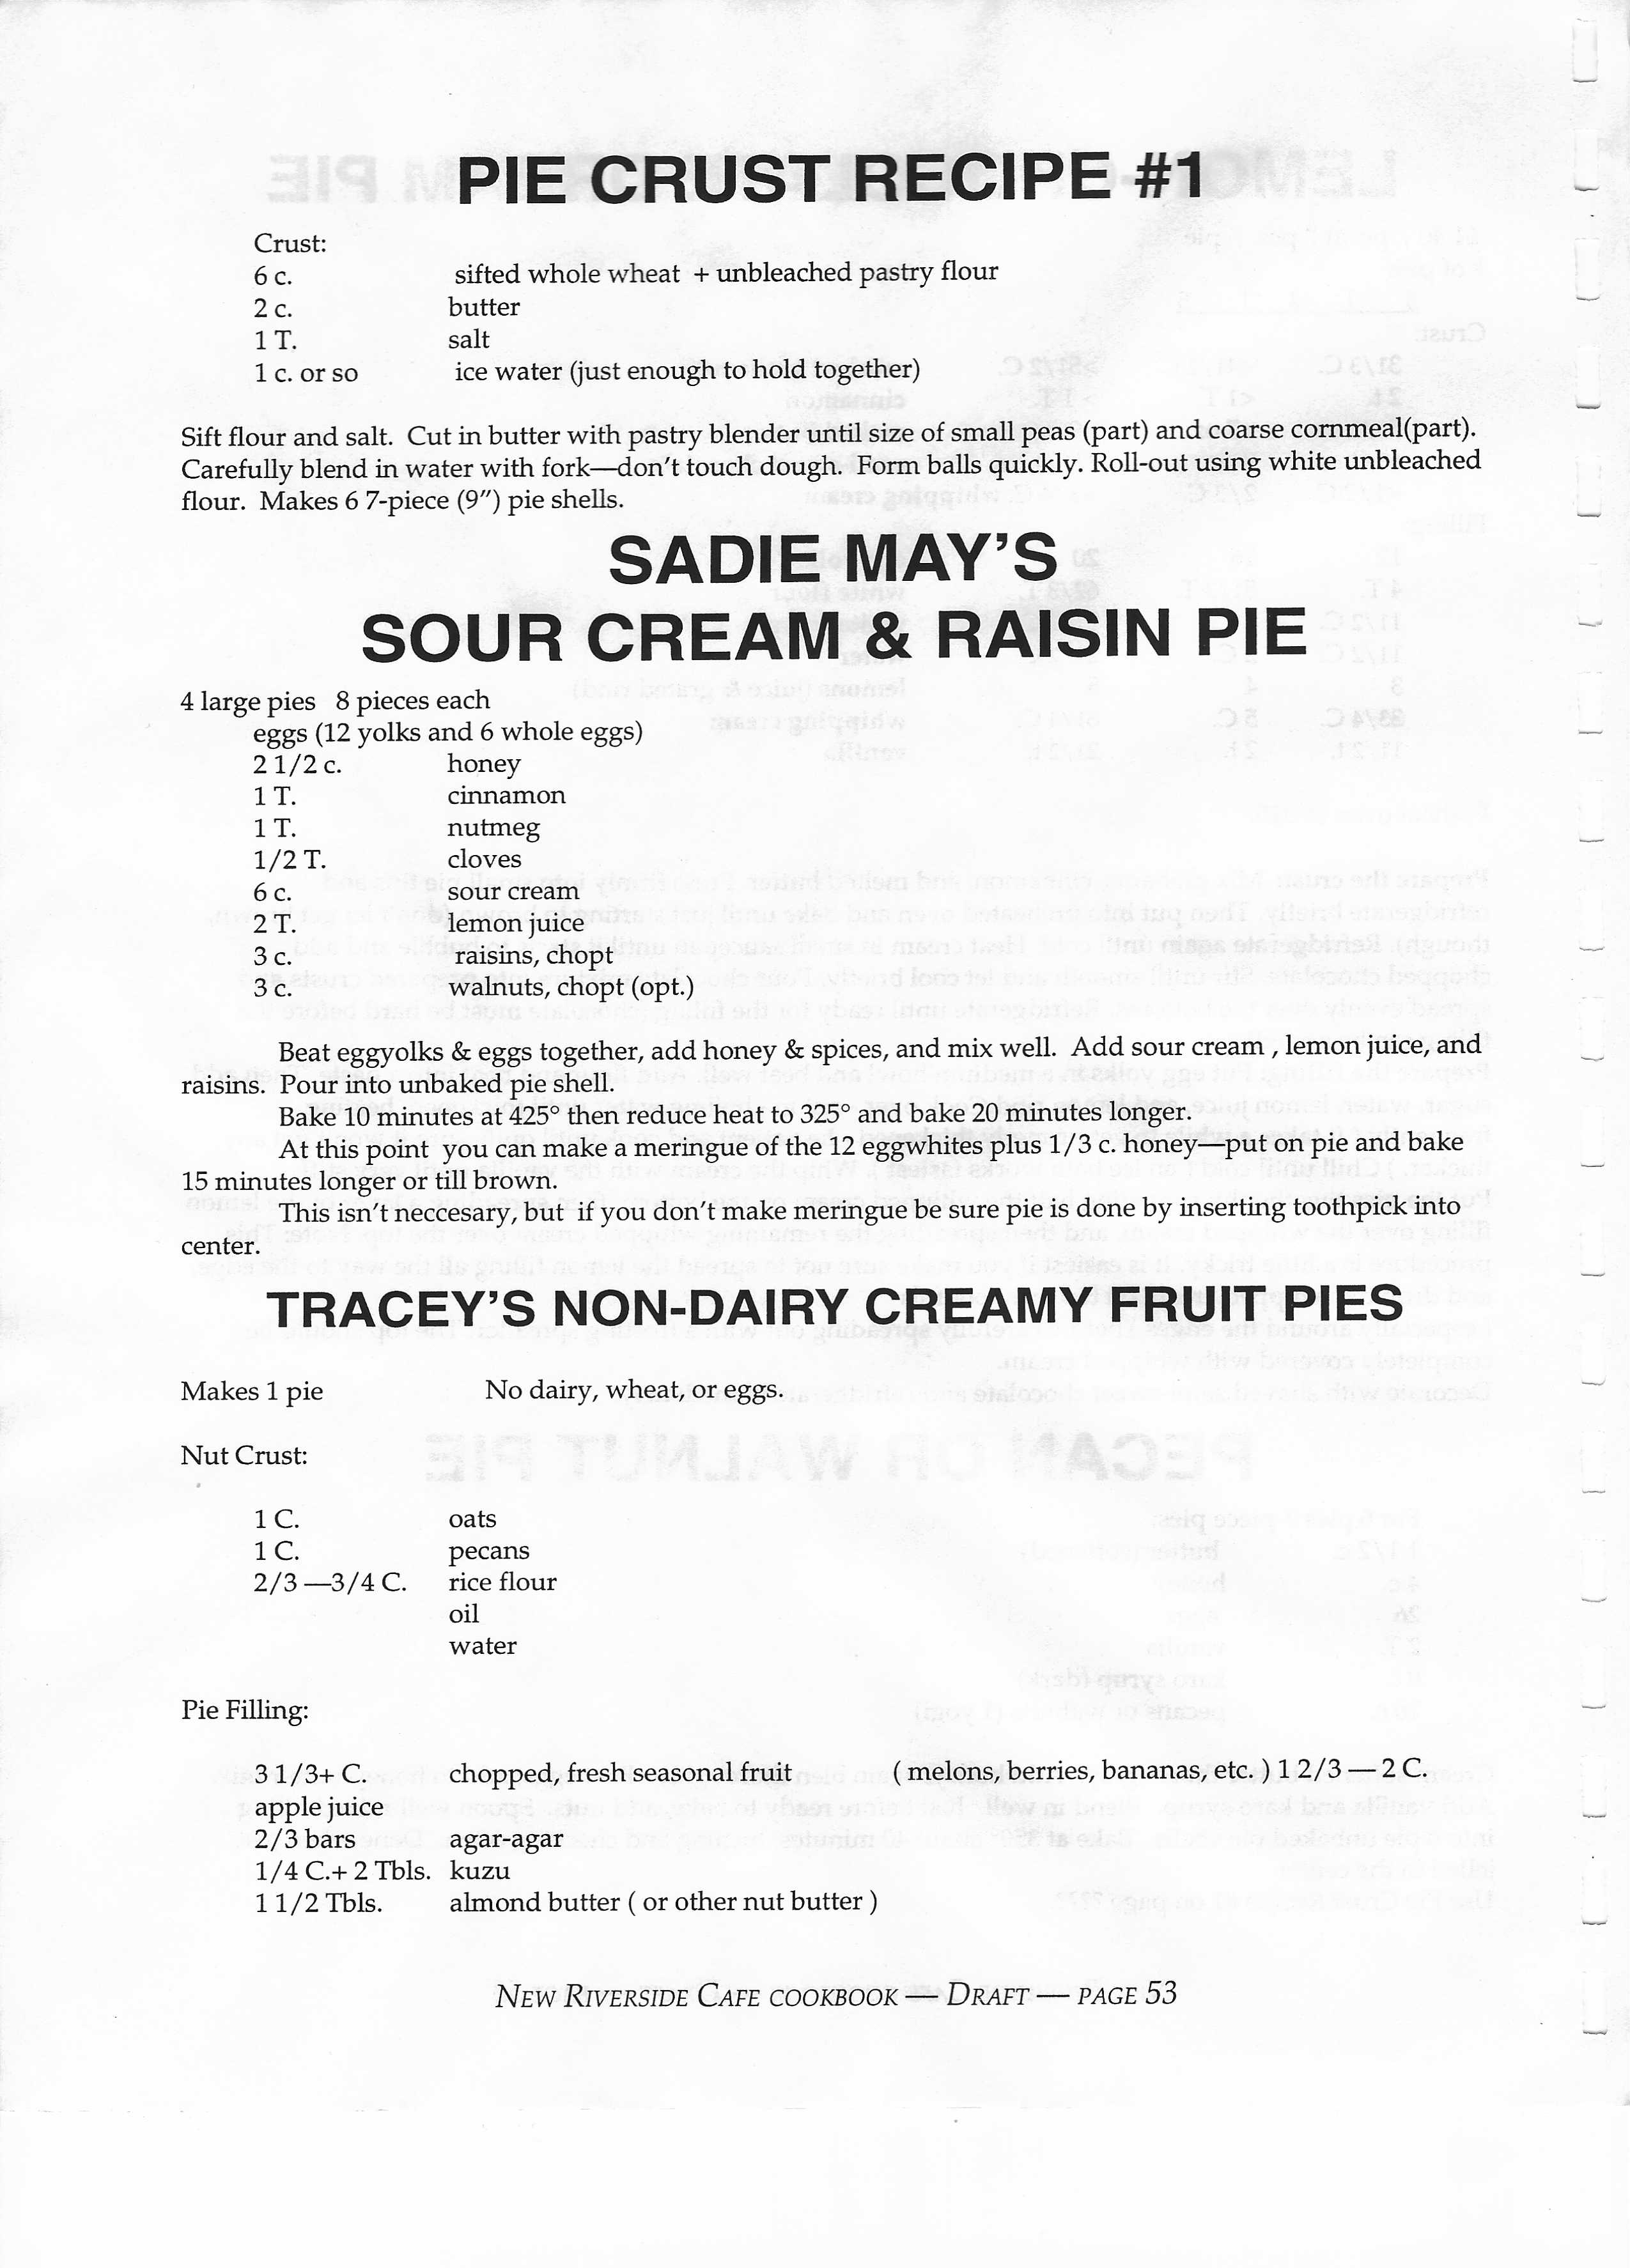 PIE CRUST RECIPE #1
Crust:
6 c. sifted whole wheat + unbleached pastry flour
2 c. butter
1 T. salt
1 c. or so ice water (just enough to hold together)
Sift flour and salt. Cut in butter with pastry blender until size of small peas (part) and coarse cornmeal(part).
Carefully blend in water with fork—don't touch dough. Form balls quickly. Roll-out using white unbleached
flour. Makes 6 7-piece (9") pie shells.
SADIE MAY'S
SOUR CREAM & RAISIN PIE
4 large pies 8 pieces each
eggs (12 yolks and 6 whole eggs)
2 1/2 c. honey
1 T. cinnamon
1 T. nutmeg
1/2 T. cloves
6 c. sour cream
2 T. lemon juice
3 c. raisins, chopt
3 c. walnuts, chopt (opt.)
Beat eggyolks & eggs together, add honey & spices, and mix well. Add sour cream , lemon juice, and
raisins. Pour into unbaked pie shell.
Bake 10 minutes at 425° then reduce heat to 325° and bake 20 minutes longer.
At this point you can make a meringue of the 12 eggwhites plus 1/3 c. honey—put on pie and bake
15 minutes longer or till brown.
This isn't neccesary, but if you don't make meringue be sure pie is done by inserting toothpick into
center.
TRACEY'S NON-DAIRY CREAMY FRUIT PIES
Makes 1 pie No dairy, wheat, or eggs.
Nut Crust:
1 C. oats
1 C. pecans
2/3 —3/4 C. rice flour
oil
water
Pie Filling:
3 1/3+ C. chopped, fresh seasonal fruit ( melons, berries, bananas, etc. ) 1 2/3 — 2 C.
apple juice
2/3 bars agar-agar
1/4 C.+ 2 Tbls. kuzu
1 1/2 Tbls. almond butter ( or other nut butter )
NEW RIVERSIDE CAFE COOKBOOK — DRAFT — PAGE 53